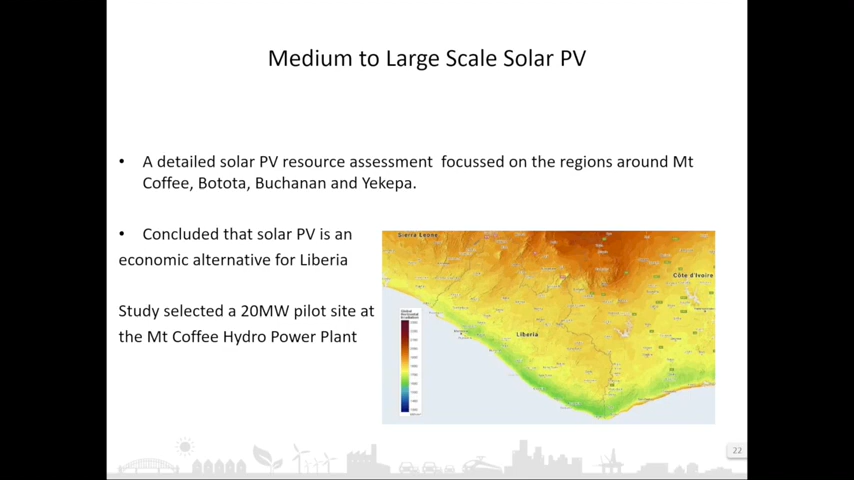 Medium to Large Scale Solar PV
• A detailed solar PV resource assessment focussed on the regions around Mt
Coffee, Botota, Buchanan and Yekepa.
• Concluded that solar PV is an
economic alternative for Liberia
Study selected a 20MW pilot site at
the Mt Coffee Hydro Power Plant
Sierra Leone
Côte d'Ivoire
Liberia
22